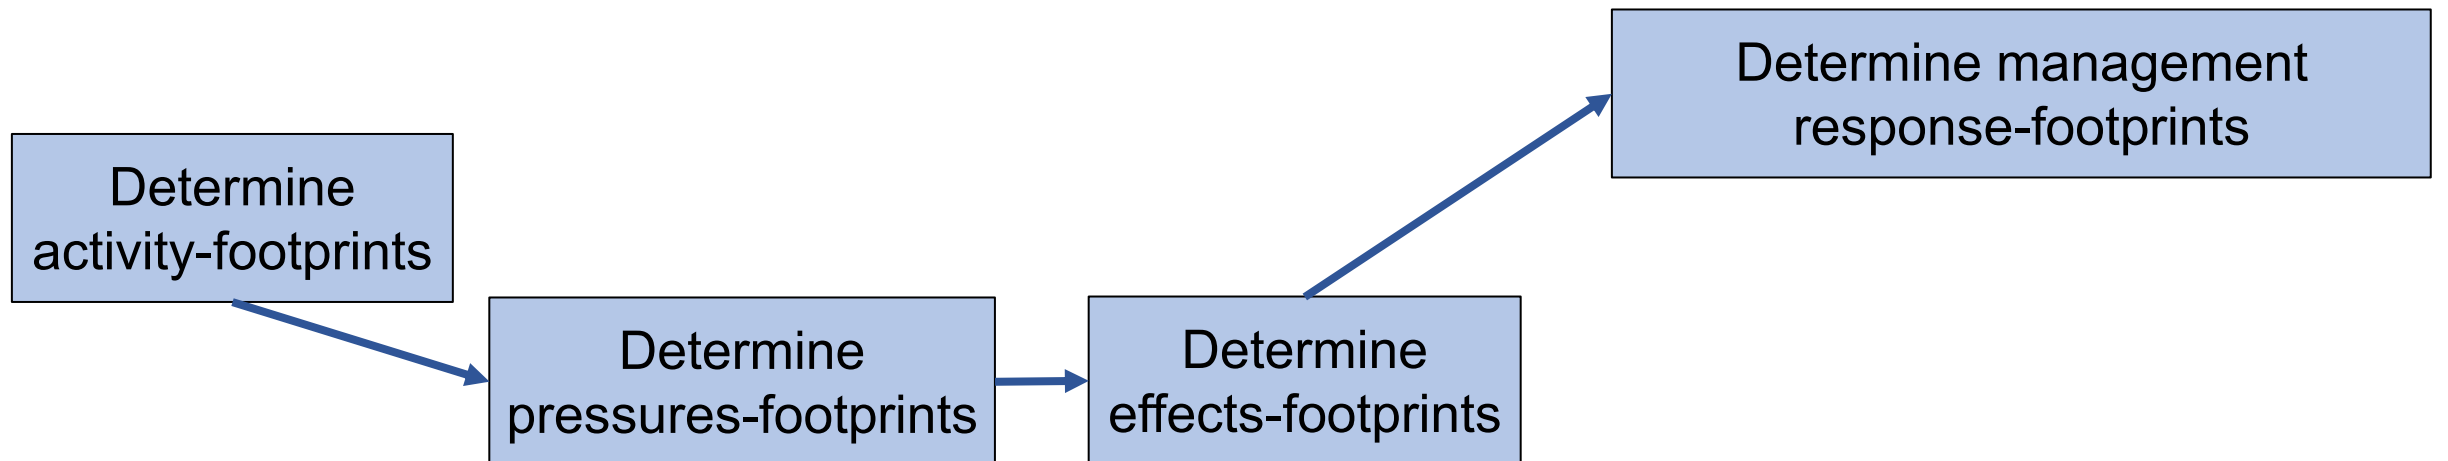 Determine
activity-footprints
Determine
pressures-footprints
Determine
effects-footprints
Determine management
response-footprints